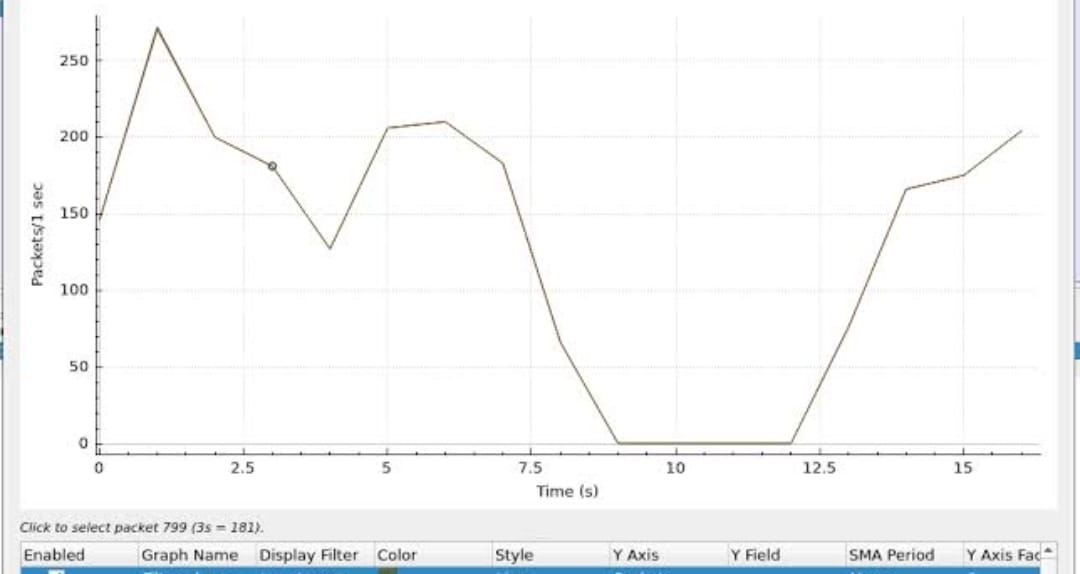 250
200
150
100
50
0
Packets/1 sec
0 2.5 5 7.5 10 12.5 15
Time (s)
Click to select packet 799 (3s = 181).
Enabled Graph Name Display Filter Color Style Y Axis Y Field SMA Period Y Axis Fac